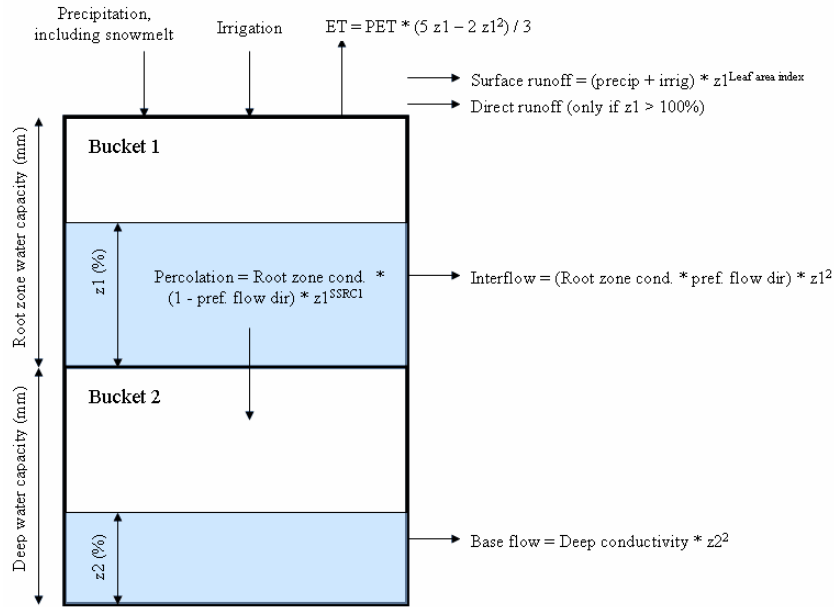 Precipitation,
including snowmelt
Irrigation
ET = PET * (5 z1 – 2 z1²) / 3
Surface runoff = (precip + irrig) * z1^Leaf area index
Direct runoff (only if z1 > 100%)
Root zone water capacity (mm)
Bucket 1
z1 (%)
Percolation = Root zone cond. *
(1 - pref. flow dir) * z1^SSRC1
Interflow = (Root zone cond. * pref. flow dir) * z1²
Deep water capacity (mm)
Bucket 2
z2 (%)
Base flow = Deep conductivity * z2²